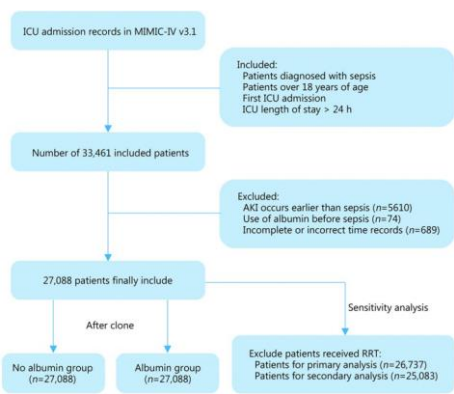 ICU admission records in MIMIC-IV v3.1
Included:
Patients diagnosed with sepsis
Patients over 18 years of age
First ICU admission
ICU length of stay > 24 h
Number of 33,461 included patients
Excluded:
AKI occurs earlier than sepsis (n=5610)
Use of albumin before sepsis (n=74)
Incomplete or incorrect time records (n=689)
27,088 patients finally include
Sensitivity analysis
After clone
No albumin group
(n=27,088)
Albumin group
(n=27,088)
Exclude patients received RRT:
Patients for primary analysis (n=26,737)
Patients for secondary analysis (n=25,083)